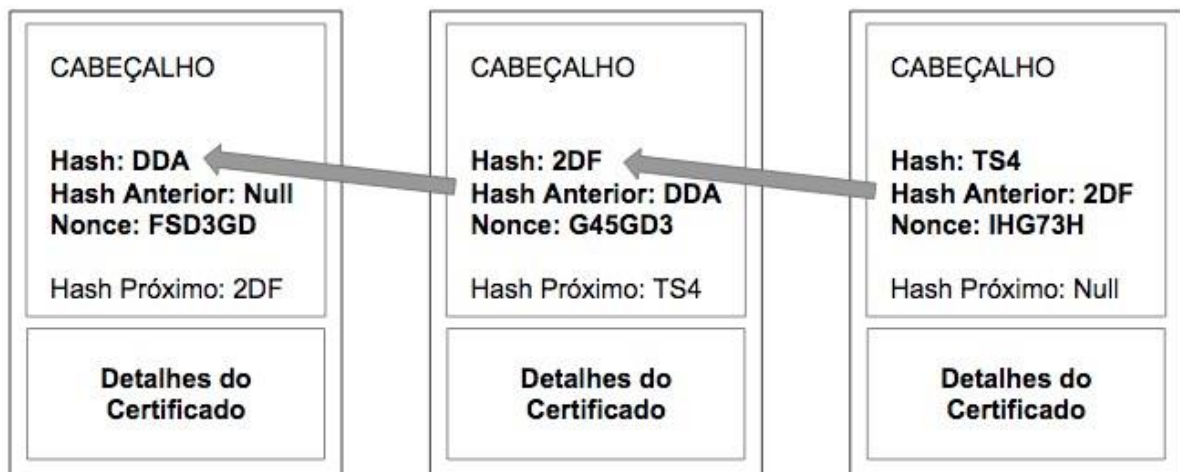 CABEÇALHO
Hash: DDA
Hash Anterior: Null
Nonce: FSD3GD
Hash Próximo: 2DF
Detalhes do
Certificado
CABEÇALHO
Hash: 2DF
Hash Anterior: DDA
Nonce: G45GD3
Hash Próximo: TS4
Detalhes do
Certificado
CABEÇALHO
Hash: TS4
Hash Anterior: 2DF
Nonce: IHG73H
Hash Próximo: Null
Detalhes do
Certificado